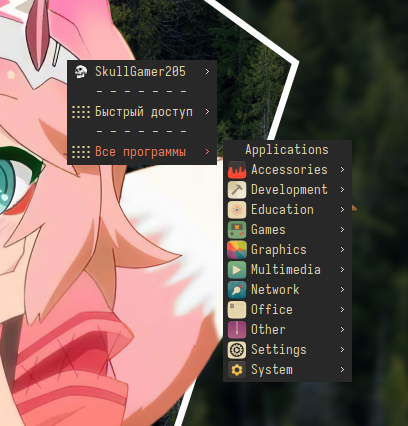 SkullGamer205
- - - - - - -
Быстрый доступ
- - - - - - -
Все программы
Applications
Accessories
Development
Education
Games
Graphics
Multimedia
Network
Office
Other
Settings
System